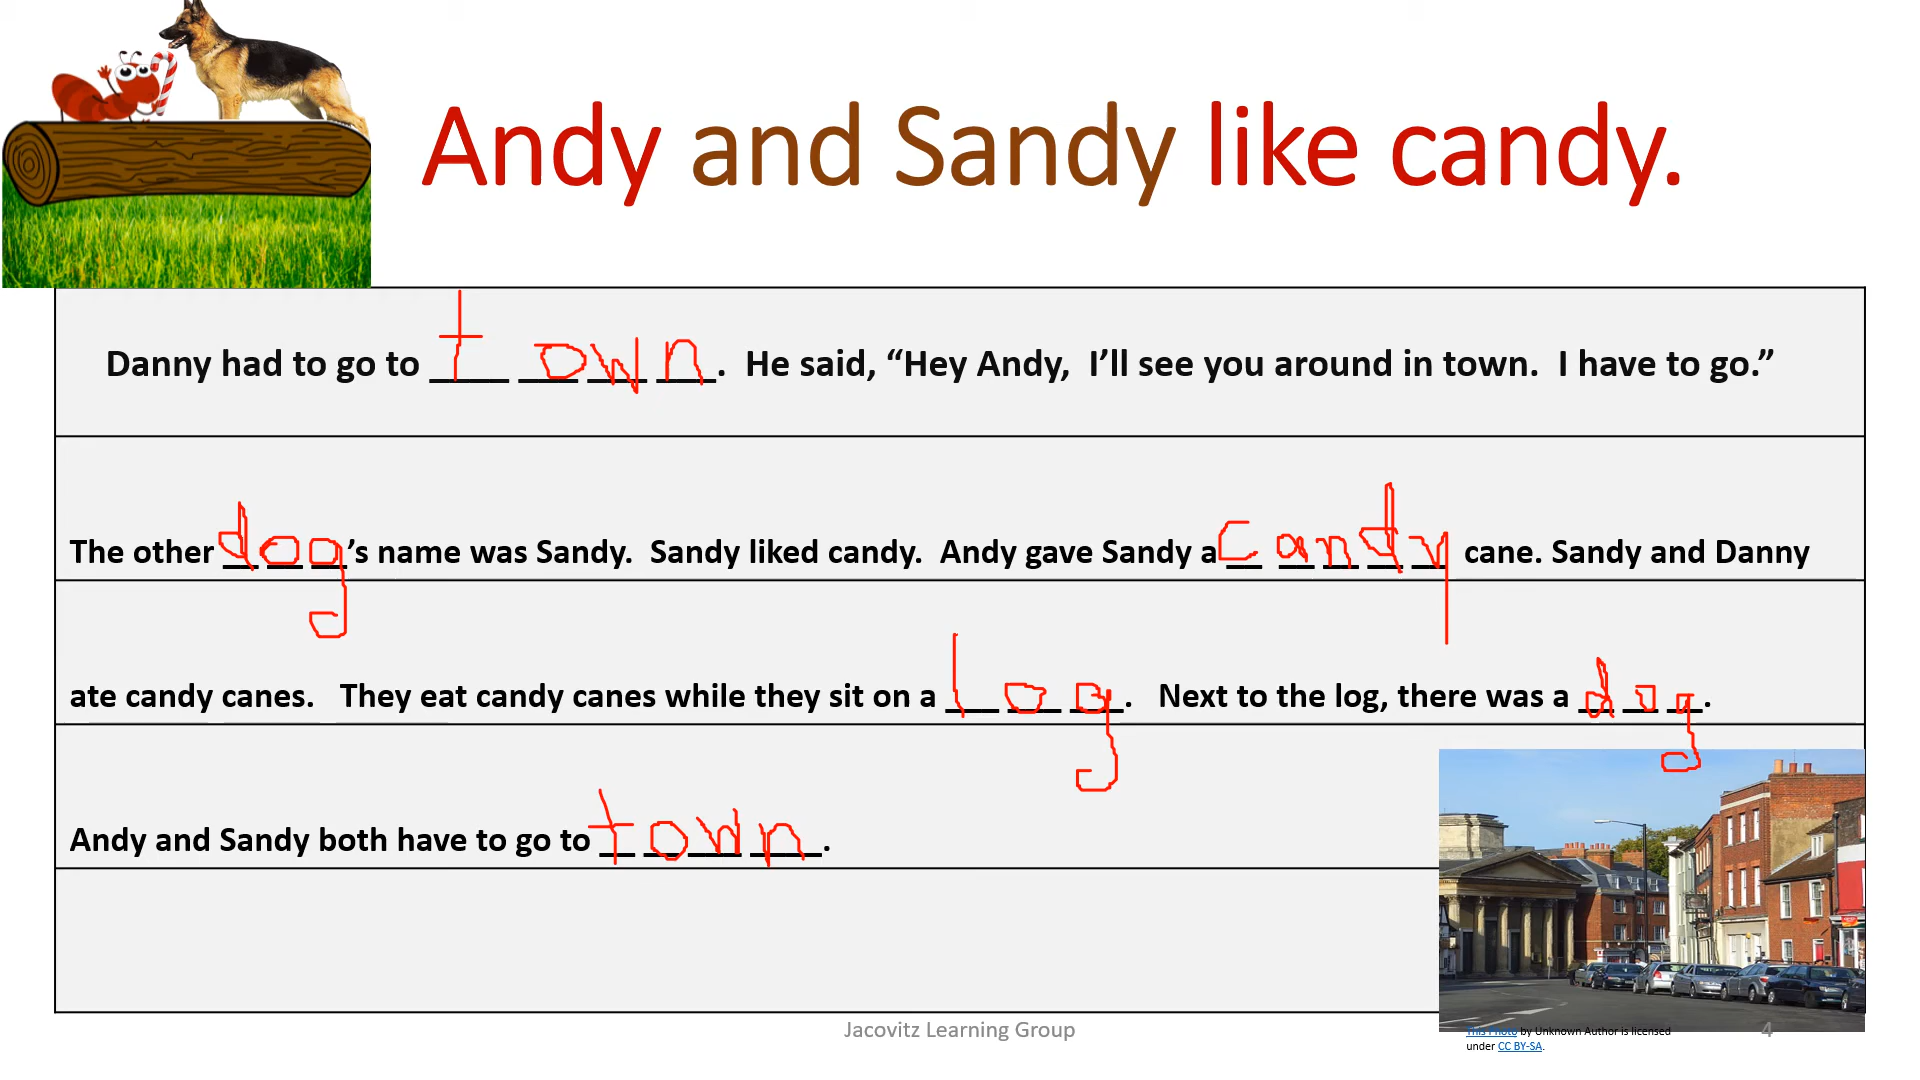 Andy and Sandy like candy.
Danny had to go to town. He said, “Hey Andy, I’ll see you around in town. I have to go.”
The other dog’s name was Sandy. Sandy liked candy. Andy gave Sandy a candy cane. Sandy and Danny
ate candy canes. They eat candy canes while they sit on a log. Next to the log, there was a dog.
Andy and Sandy both have to go to town.
Jacovitz Learning Group
4
This Photo by Unknown Author is licensed
under CC BY-SA.